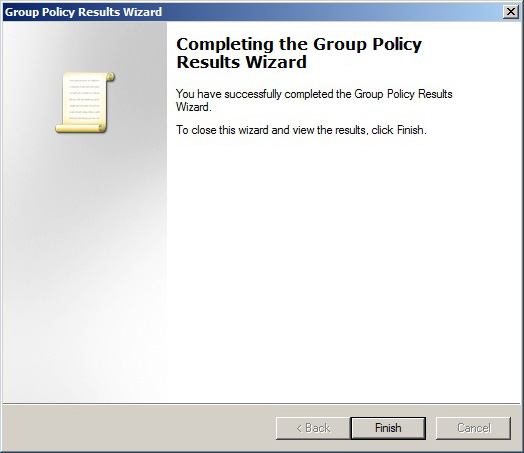 Group Policy Results Wizard
Completing the Group Policy
Results Wizard
You have successfully completed the Group Policy Results
Wizard.
To close this wizard and view the results, click Finish.
< Back
Finish
Cancel